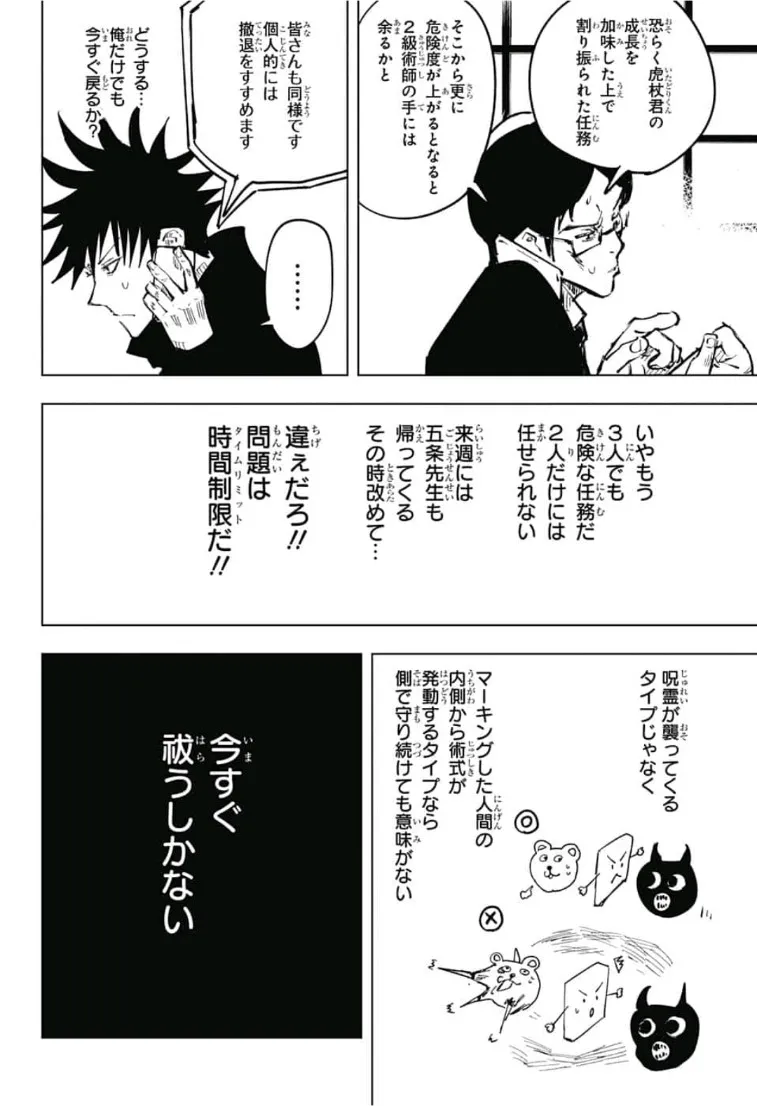 恐らく虎杖君の
成長を
加味した上で
割り振られた任務
そこから更に
危険度が上がるとなると
2級術師の手には
余るかと
皆さんも同様です
個人的には
撤退をすすめます
……
どうする…
俺だけでも
今すぐ戻るか?
いやもう
3人でも
危険な任務だ
2人だけには
任せられない
来週には
五条先生も
帰ってくる
その時改めて…
違ぇだろ!!
問題は
時間制限だ!!
呪霊が襲ってくる
タイプじゃなく
マーキングした人間の
内側から術式が
発動するタイプなら
側で守り続けても意味がない
今すぐ
祓うしかない